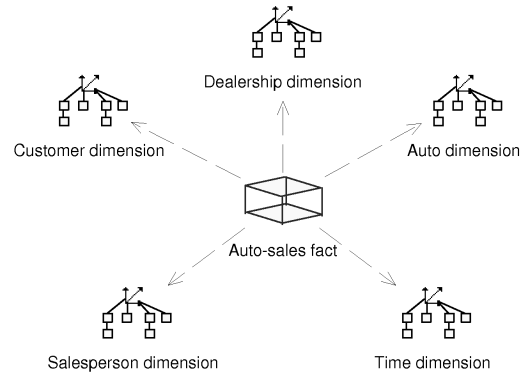 Dealership dimension
Customer dimension
Auto dimension
Auto-sales fact
Salesperson dimension
Time dimension